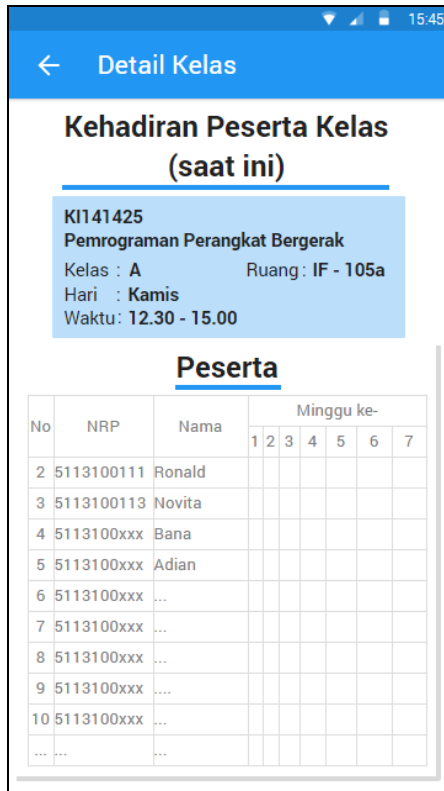 15:45
Detail Kelas
Kehadiran Peserta Kelas
(saat ini)
KI141425
Pemrograman Perangkat Bergerak
Kelas : A Ruang : IF - 105a
Hari : Kamis
Waktu : 12.30 - 15.00
Peserta
No NRP Nama Minggu ke-
1 2 3 4 5 6 7
2 5113100111 Ronald
3 5113100113 Novita
4 5113100xxx Bana
5 5113100xxx Adian
6 5113100xxx ...
7 5113100xxx ...
8 5113100xxx ...
9 5113100xxx ....
10 5113100xxx ...
... ... ...